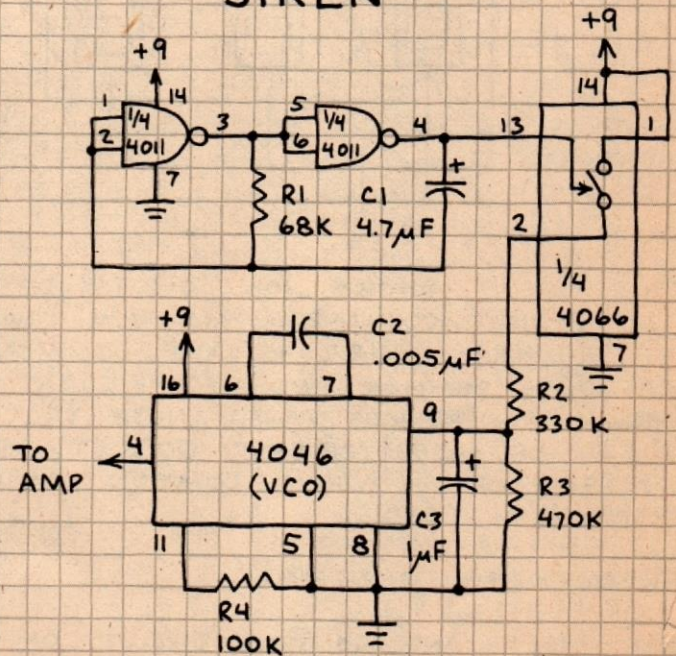 SIREN
+9
+9
14
1
1/4
4011
2
3
7
5
6
1/4
4011
4
13
14
1
R1
68K
C1
4.7µF
+
2
1/4
4066
7
+9
C2
.005µF
16
6
7
R2
330K
9
4
4046
(VCO)
TO
AMP
+
R3
470K
C3
1µF
11
5
8
R4
100K